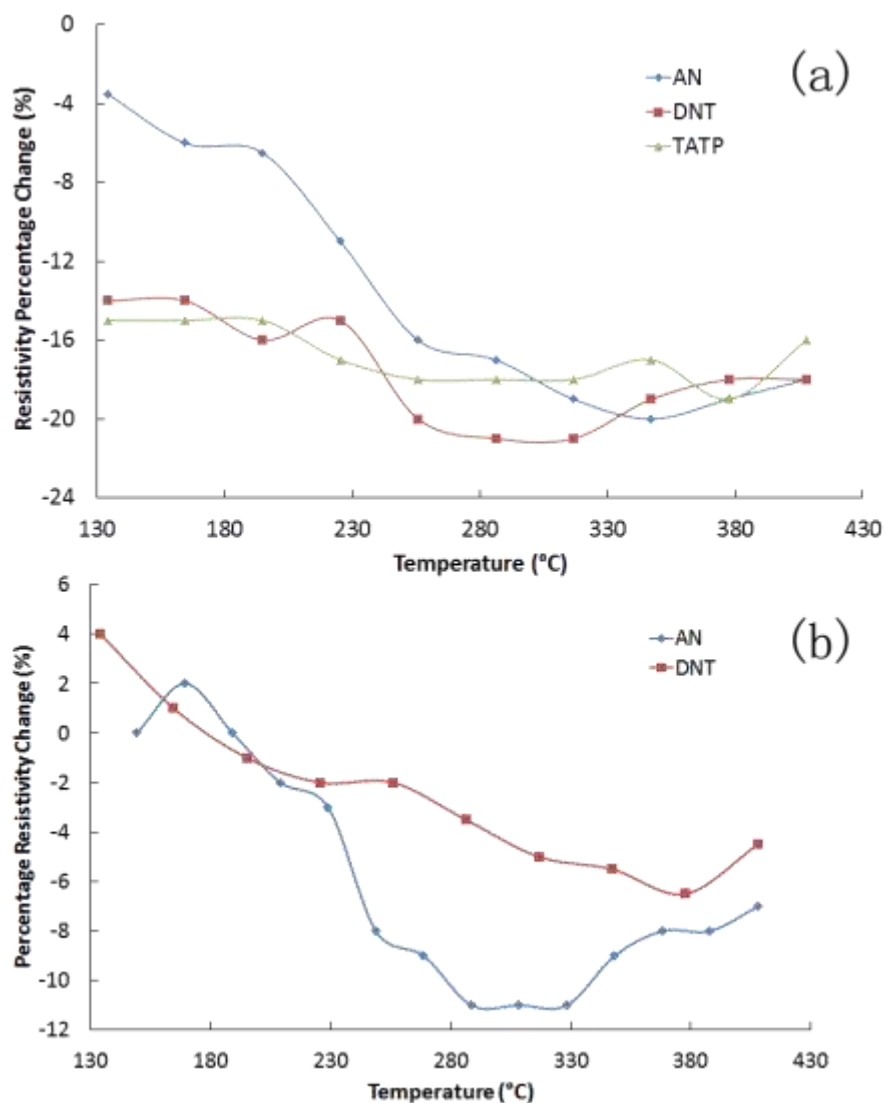 (a)
AN
DNT
TATP
Resistivity Percentage Change (%)
0
-4
-8
-12
-16
-20
-24
130 180 230 280 330 380 430
Temperature (°C)
(b)
AN
DNT
Percentage Resistivity Change (%)
6
4
2
0
-2
-4
-6
-8
-10
-12
130 180 230 280 330 380 430
Temperature (°C)